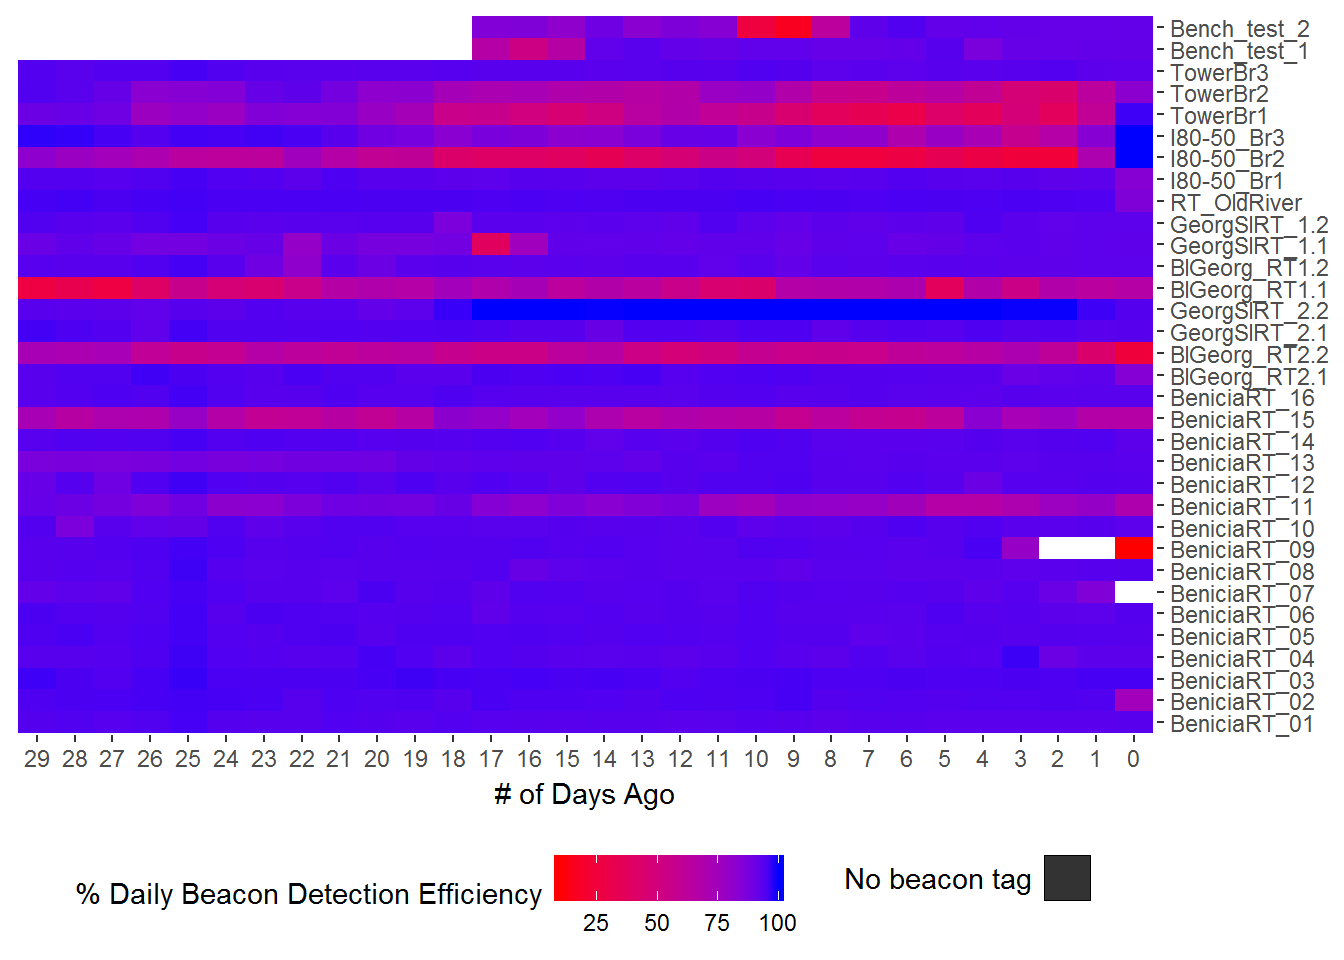 Bench_test_2
Bench_test_1
TowerBr3
TowerBr2
TowerBr1
I80-50_Br3
I80-50_Br2
I80-50_Br1
RT_OldRiver
GeorgSlRT_1.2
GeorgSlRT_1.1
BlGeorg_RT1.2
BlGeorg_RT1.1
GeorgSlRT_2.2
GeorgSlRT_2.1
BlGeorg_RT2.2
BlGeorg_RT2.1
BeniciaRT_16
BeniciaRT_15
BeniciaRT_14
BeniciaRT_13
BeniciaRT_12
BeniciaRT_11
BeniciaRT_10
BeniciaRT_09
BeniciaRT_08
BeniciaRT_07
BeniciaRT_06
BeniciaRT_05
BeniciaRT_04
BeniciaRT_03
BeniciaRT_02
BeniciaRT_01
29 28 27 26 25 24 23 22 21 20 19 18 17 16 15 14 13 12 11 10 9 8 7 6 5 4 3 2 1 0
# of Days Ago
% Daily Beacon Detection Efficiency No beacon tag
25 50 75 100